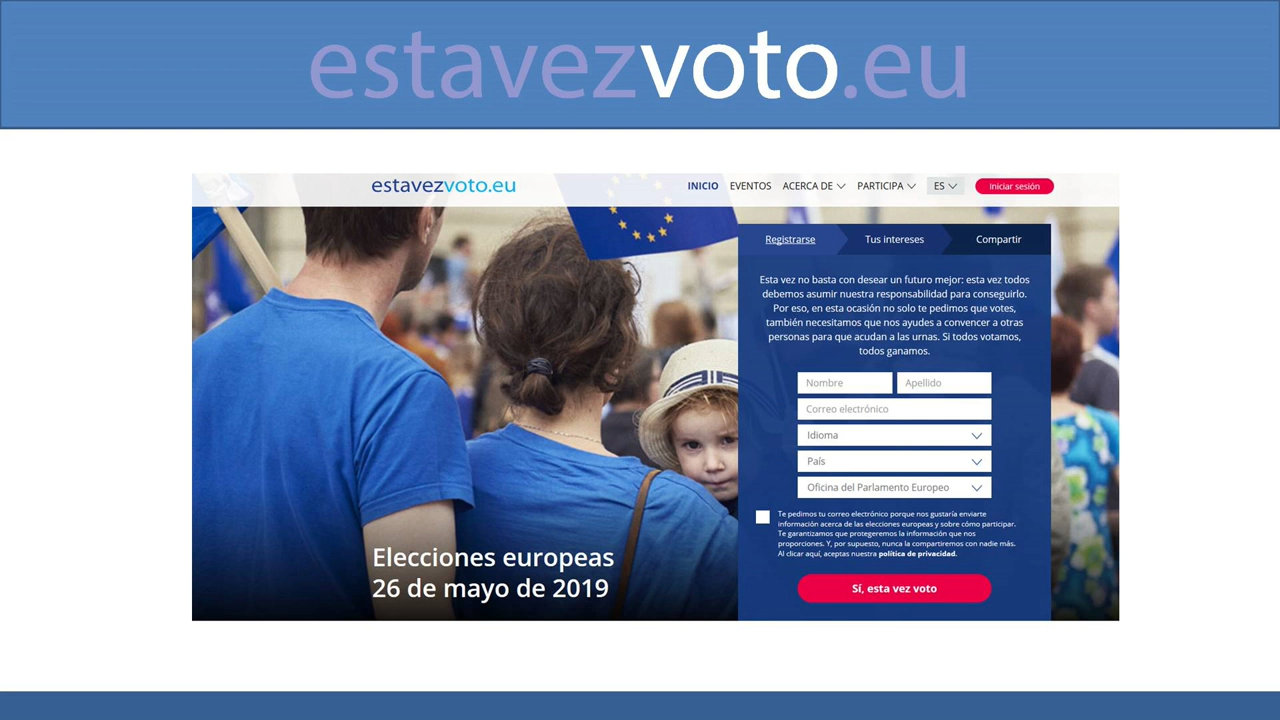 estavezvoto.eu
estavezvoto.eu
INICIO EVENTOS ACERCA DE PARTICIPA ES Iniciar sesión
Registrarse Tus intereses Compartir
Esta vez no basta con desear un futuro mejor: esta vez todos
debemos asumir nuestra responsabilidad para conseguirlo.
Por eso, en esta ocasión no solo te pedimos que votes,
también necesitamos que nos ayudes a convencer a otras
personas para que acudan a las urnas. Si todos votamos,
todos ganamos.
Nombre Apellido
Correo electrónico
Idioma
País
Oficina del Parlamento Europeo
Te pedimos tu correo electrónico porque nos gustaría enviarte
información acerca de las elecciones europeas y sobre cómo participar.
Te garantizamos que protegeremos la información que nos
proporciones. Y, por supuesto, nunca la compartiremos con nadie más.
Al clicar aquí, aceptas nuestra política de privacidad.
Sí, esta vez voto
Elecciones europeas
26 de mayo de 2019